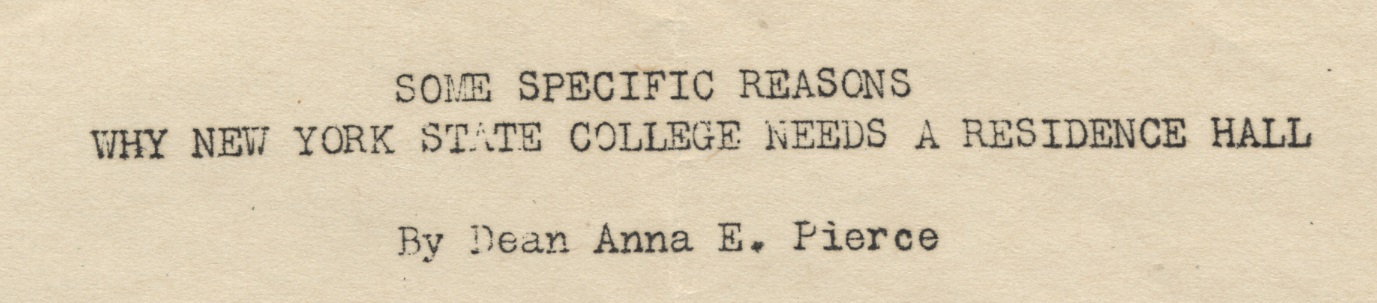 SOME SPECIFIC REASONS
WHY NEW YORK STATE COLLEGE NEEDS A RESIDENCE HALL
By Dean Anna E. Pierce